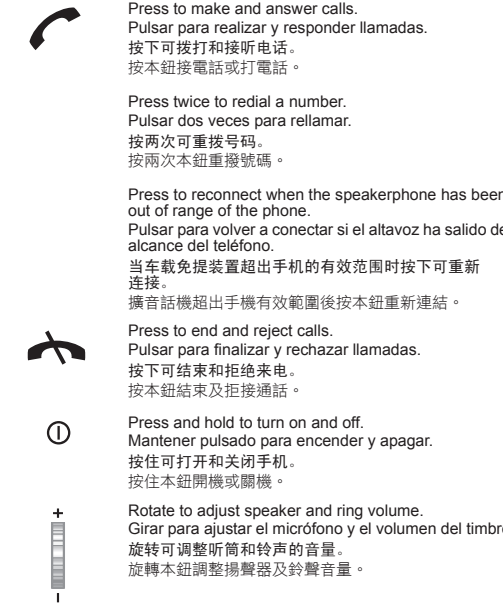 Press to make and answer calls.
Pulsar para realizar y responder llamadas.
按下可拨打和接听电话。
按本鈕接電話或打電話。
Press twice to redial a number.
Pulsar dos veces para rellamar.
按两次可重拨号码。
按兩次本鈕重撥號碼。
Press to reconnect when the speakerphone has been
out of range of the phone.
Pulsar para volver a conectar si el altavoz ha salido de
alcance del teléfono.
当车载免提装置超出手机的有效范围时按下可重新
连接。
擴音話機超出手機有效範圍後按本鈕重新連結。
Press to end and reject calls.
Pulsar para finalizar y rechazar llamadas.
按下可结束和拒绝来电。
按本鈕結束及拒接通話。
Press and hold to turn on and off.
Mantener pulsado para encender y apagar.
按住可打开和关闭手机。
按住本鈕開機或關機。
+
Rotate to adjust speaker and ring volume.
Girar para ajustar el micrófono y el volumen del timbre
旋转可调整听筒和铃声的音量。
旋轉本鈕調整揚聲器及鈴聲音量。